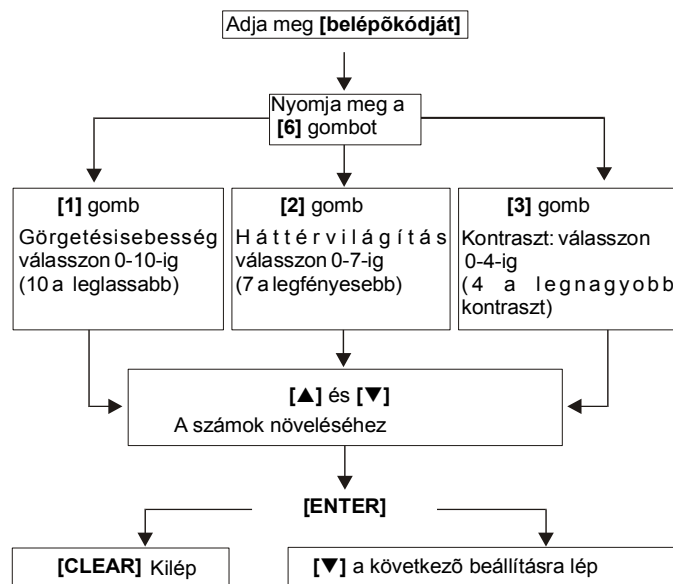 Adja meg [belépõkódját]
Nyomja meg a
[6] gombot
[1] gomb
Görgetésisebesség
válasszon 0-10-ig
(10 a leglassabb)
[2] gomb
Háttérvilágítás
válasszon 0-7-ig
(7 a legfényesebb)
[3] gomb
Kontraszt: válasszon
0-4-ig
(4 a legnagyobb
kontraszt)
[▲] és [▼]
A számok növeléséhez
[ENTER]
[CLEAR] Kilép
[▼] a következõ beállításra lép